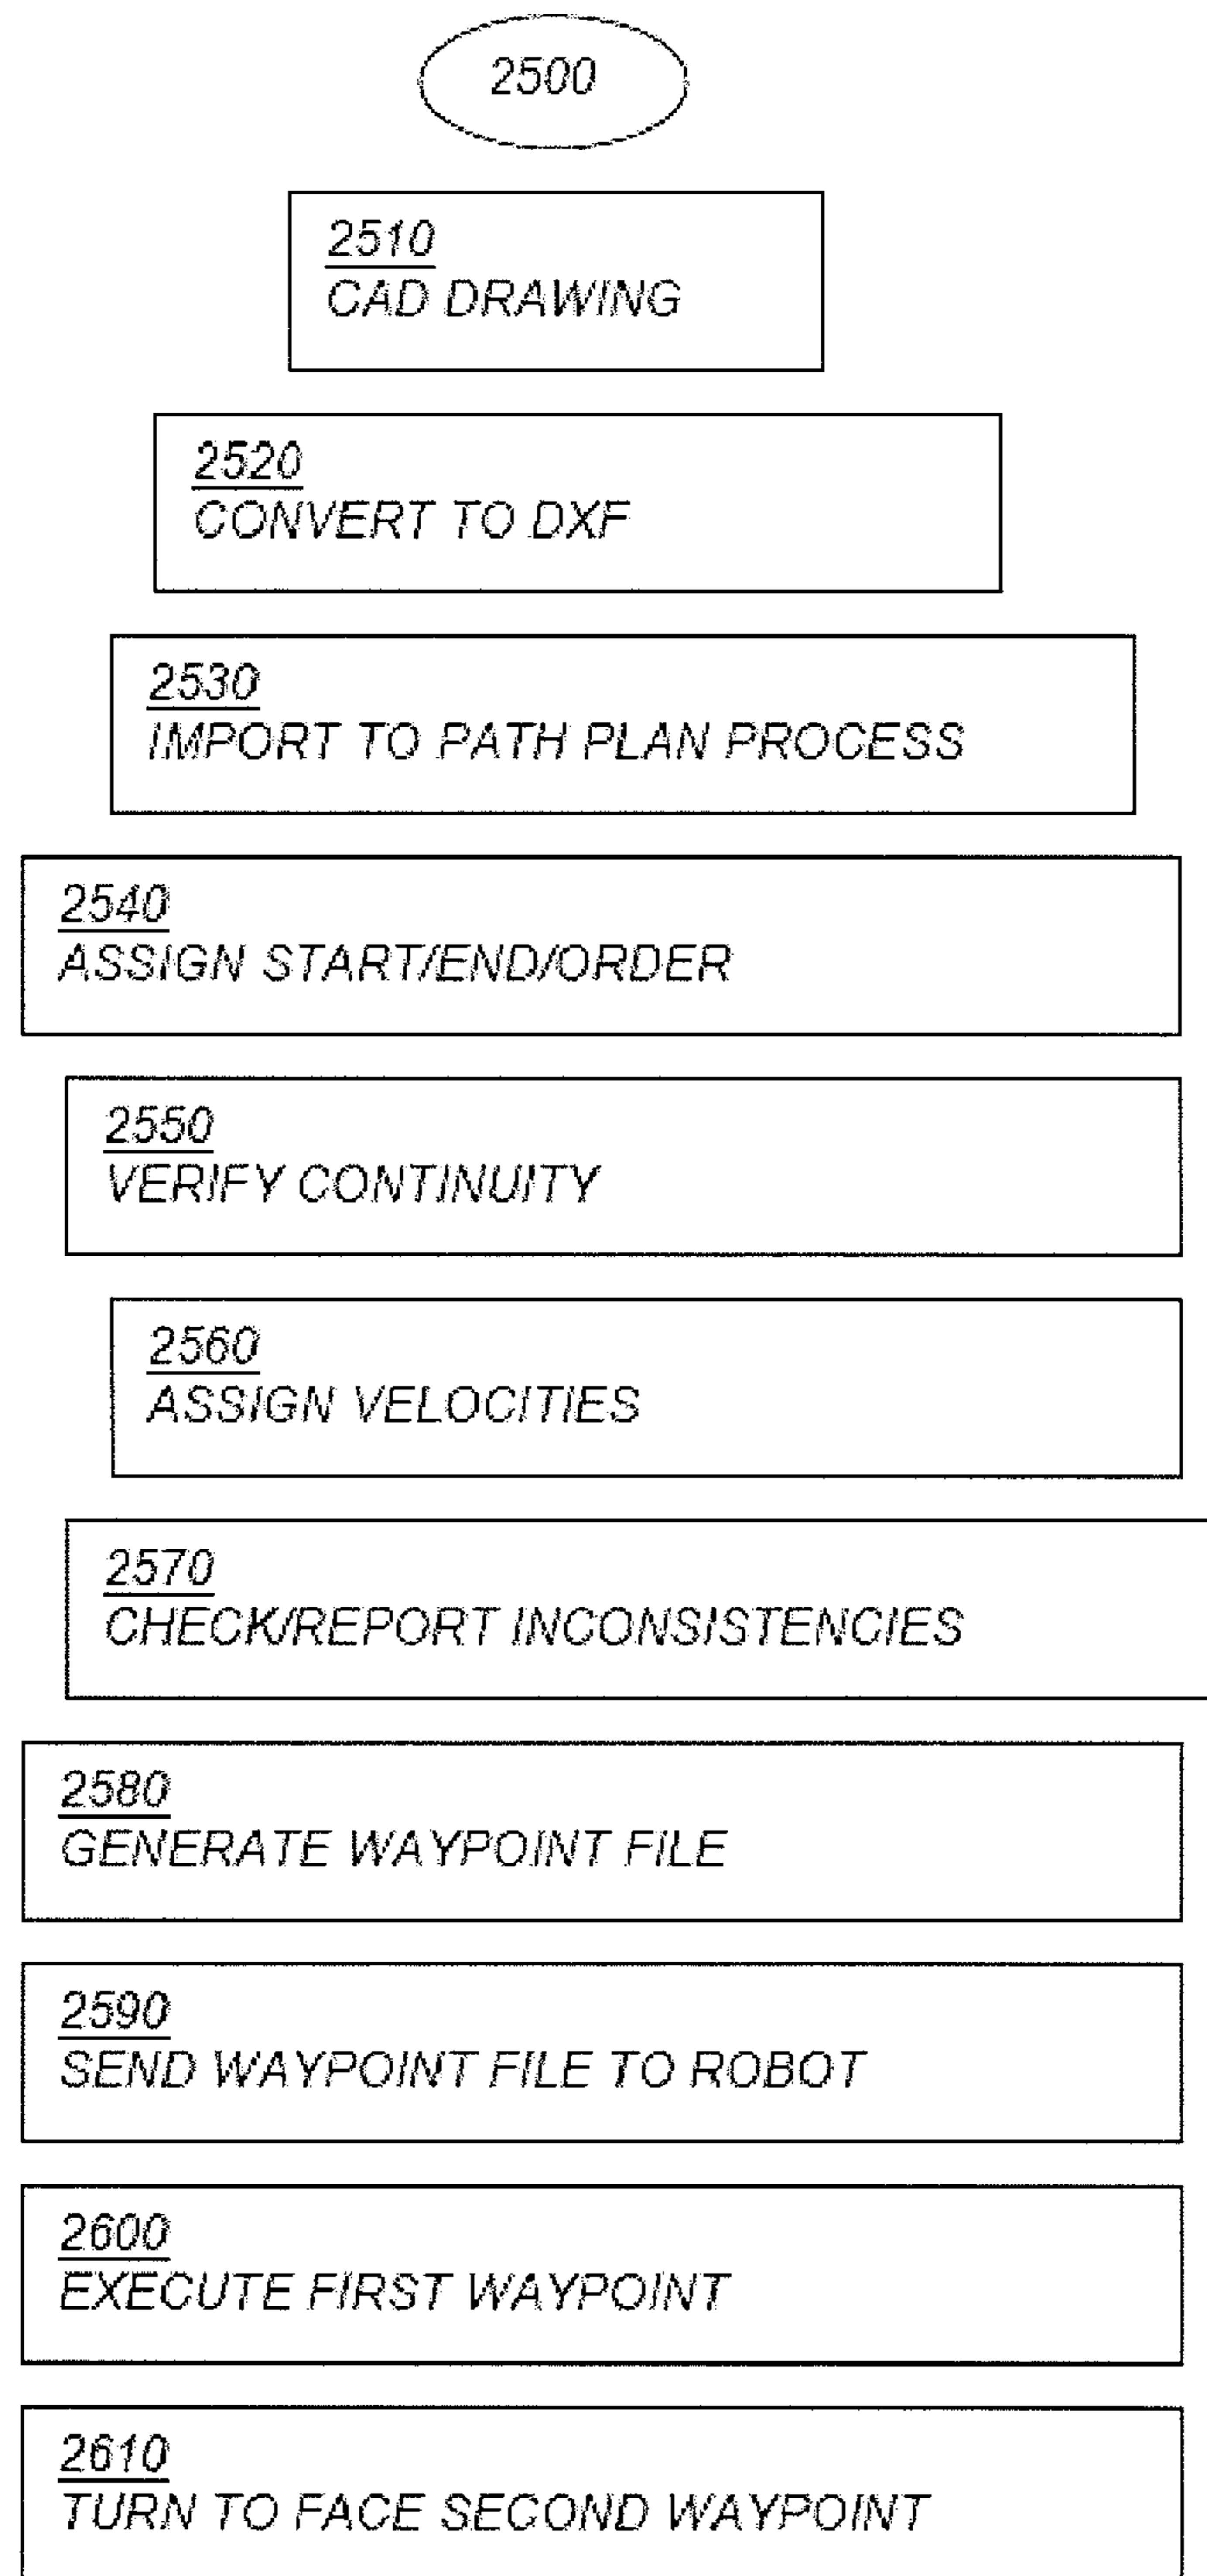 2500
2510
CAD DRAWING
2520
CONVERT TO DXF
2530
IMPORT TO PATH PLAN PROCESS
2540
ASSIGN START/END/ORDER
2550
VERIFY CONTINUITY
2560
ASSIGN VELOCITIES
2570
CHECK/REPORT INCONSISTENCIES
2580
GENERATE WAYPOINT FILE
2590
SEND WAYPOINT FILE TO ROBOT
2600
EXECUTE FIRST WAYPOINT
2610
TURN TO FACE SECOND WAYPOINT